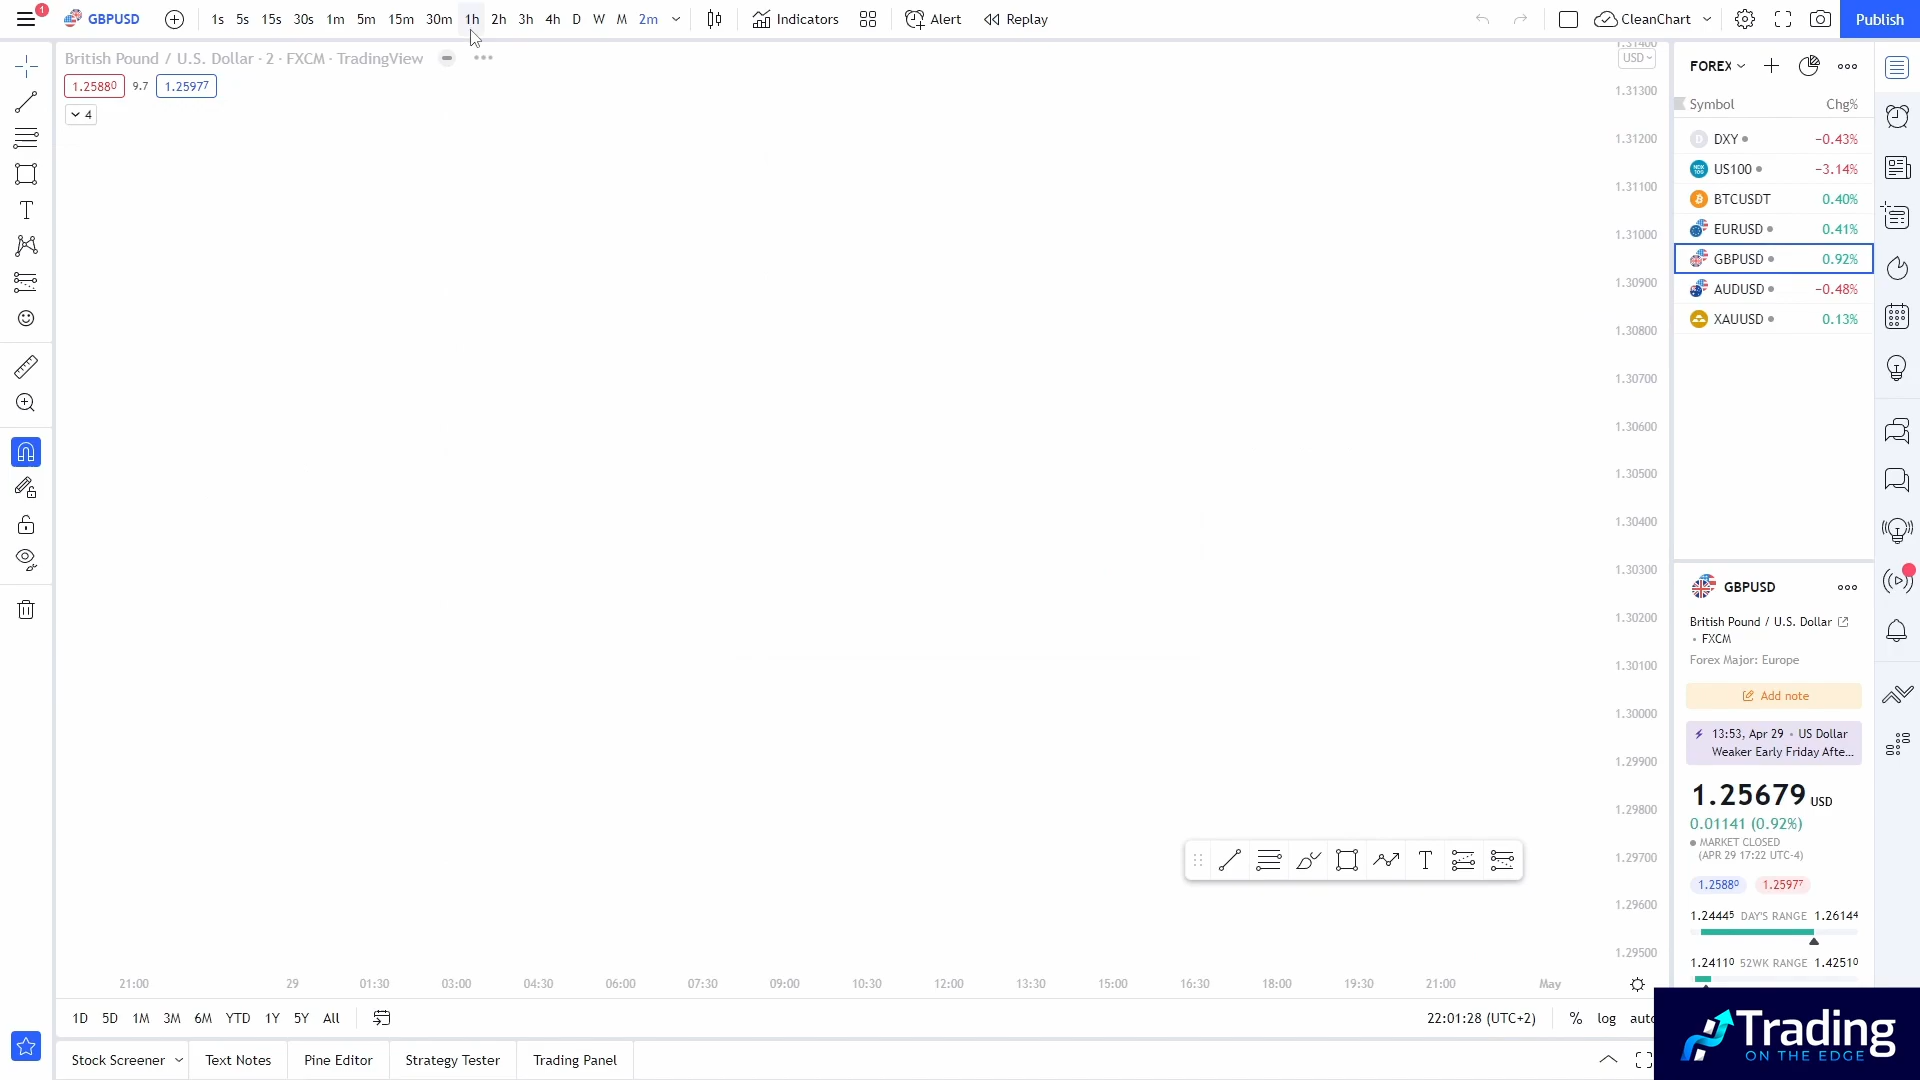 1
GBPUSD
1s 5s 15s 30s 1m 5m 15m 30m 1h 2h 3h 4h D W M 2m
Indicators
Alert
Replay
CleanChart
Publish
British Pound / U.S. Dollar · 2 · FXCM · TradingView
1.25880 9.7 1.25977
4
1.31400
USD
1.31300
1.31200
1.31100
1.31000
1.30900
1.30800
1.30700
1.30600
1.30500
1.30400
1.30300
1.30200
1.30100
1.30000
1.29900
1.29800
1.29700
1.29600
1.29500
21:00 29 01:30 03:00 04:30 06:00 07:30 09:00 10:30 12:00 13:30 15:00 16:30 18:00 19:30 21:00 May
1D 5D 1M 3M 6M YTD 1Y 5Y All
22:01:28 (UTC+2) % log auto
Stock Screener Text Notes Pine Editor Strategy Tester Trading Panel
FOREX
Symbol Chg%
DXY −0.43%
US100 −3.14%
BTCUSDT 0.40%
EURUSD 0.41%
GBPUSD 0.92%
AUDUSD −0.48%
XAUUSD 0.13%
GBPUSD
British Pound / U.S. Dollar
• FXCM
Forex Major: Europe
Add note
13:53, Apr 29 • US Dollar
Weaker Early Friday Afte...
1.25679 USD
0.01141 (0.92%)
MARKET CLOSED
(APR 29 17:22 UTC-4)
1.25880 1.25977
1.24445 DAY'S RANGE 1.26144
1.24110 52WK RANGE 1.42510
Trading
ON THE EDGE